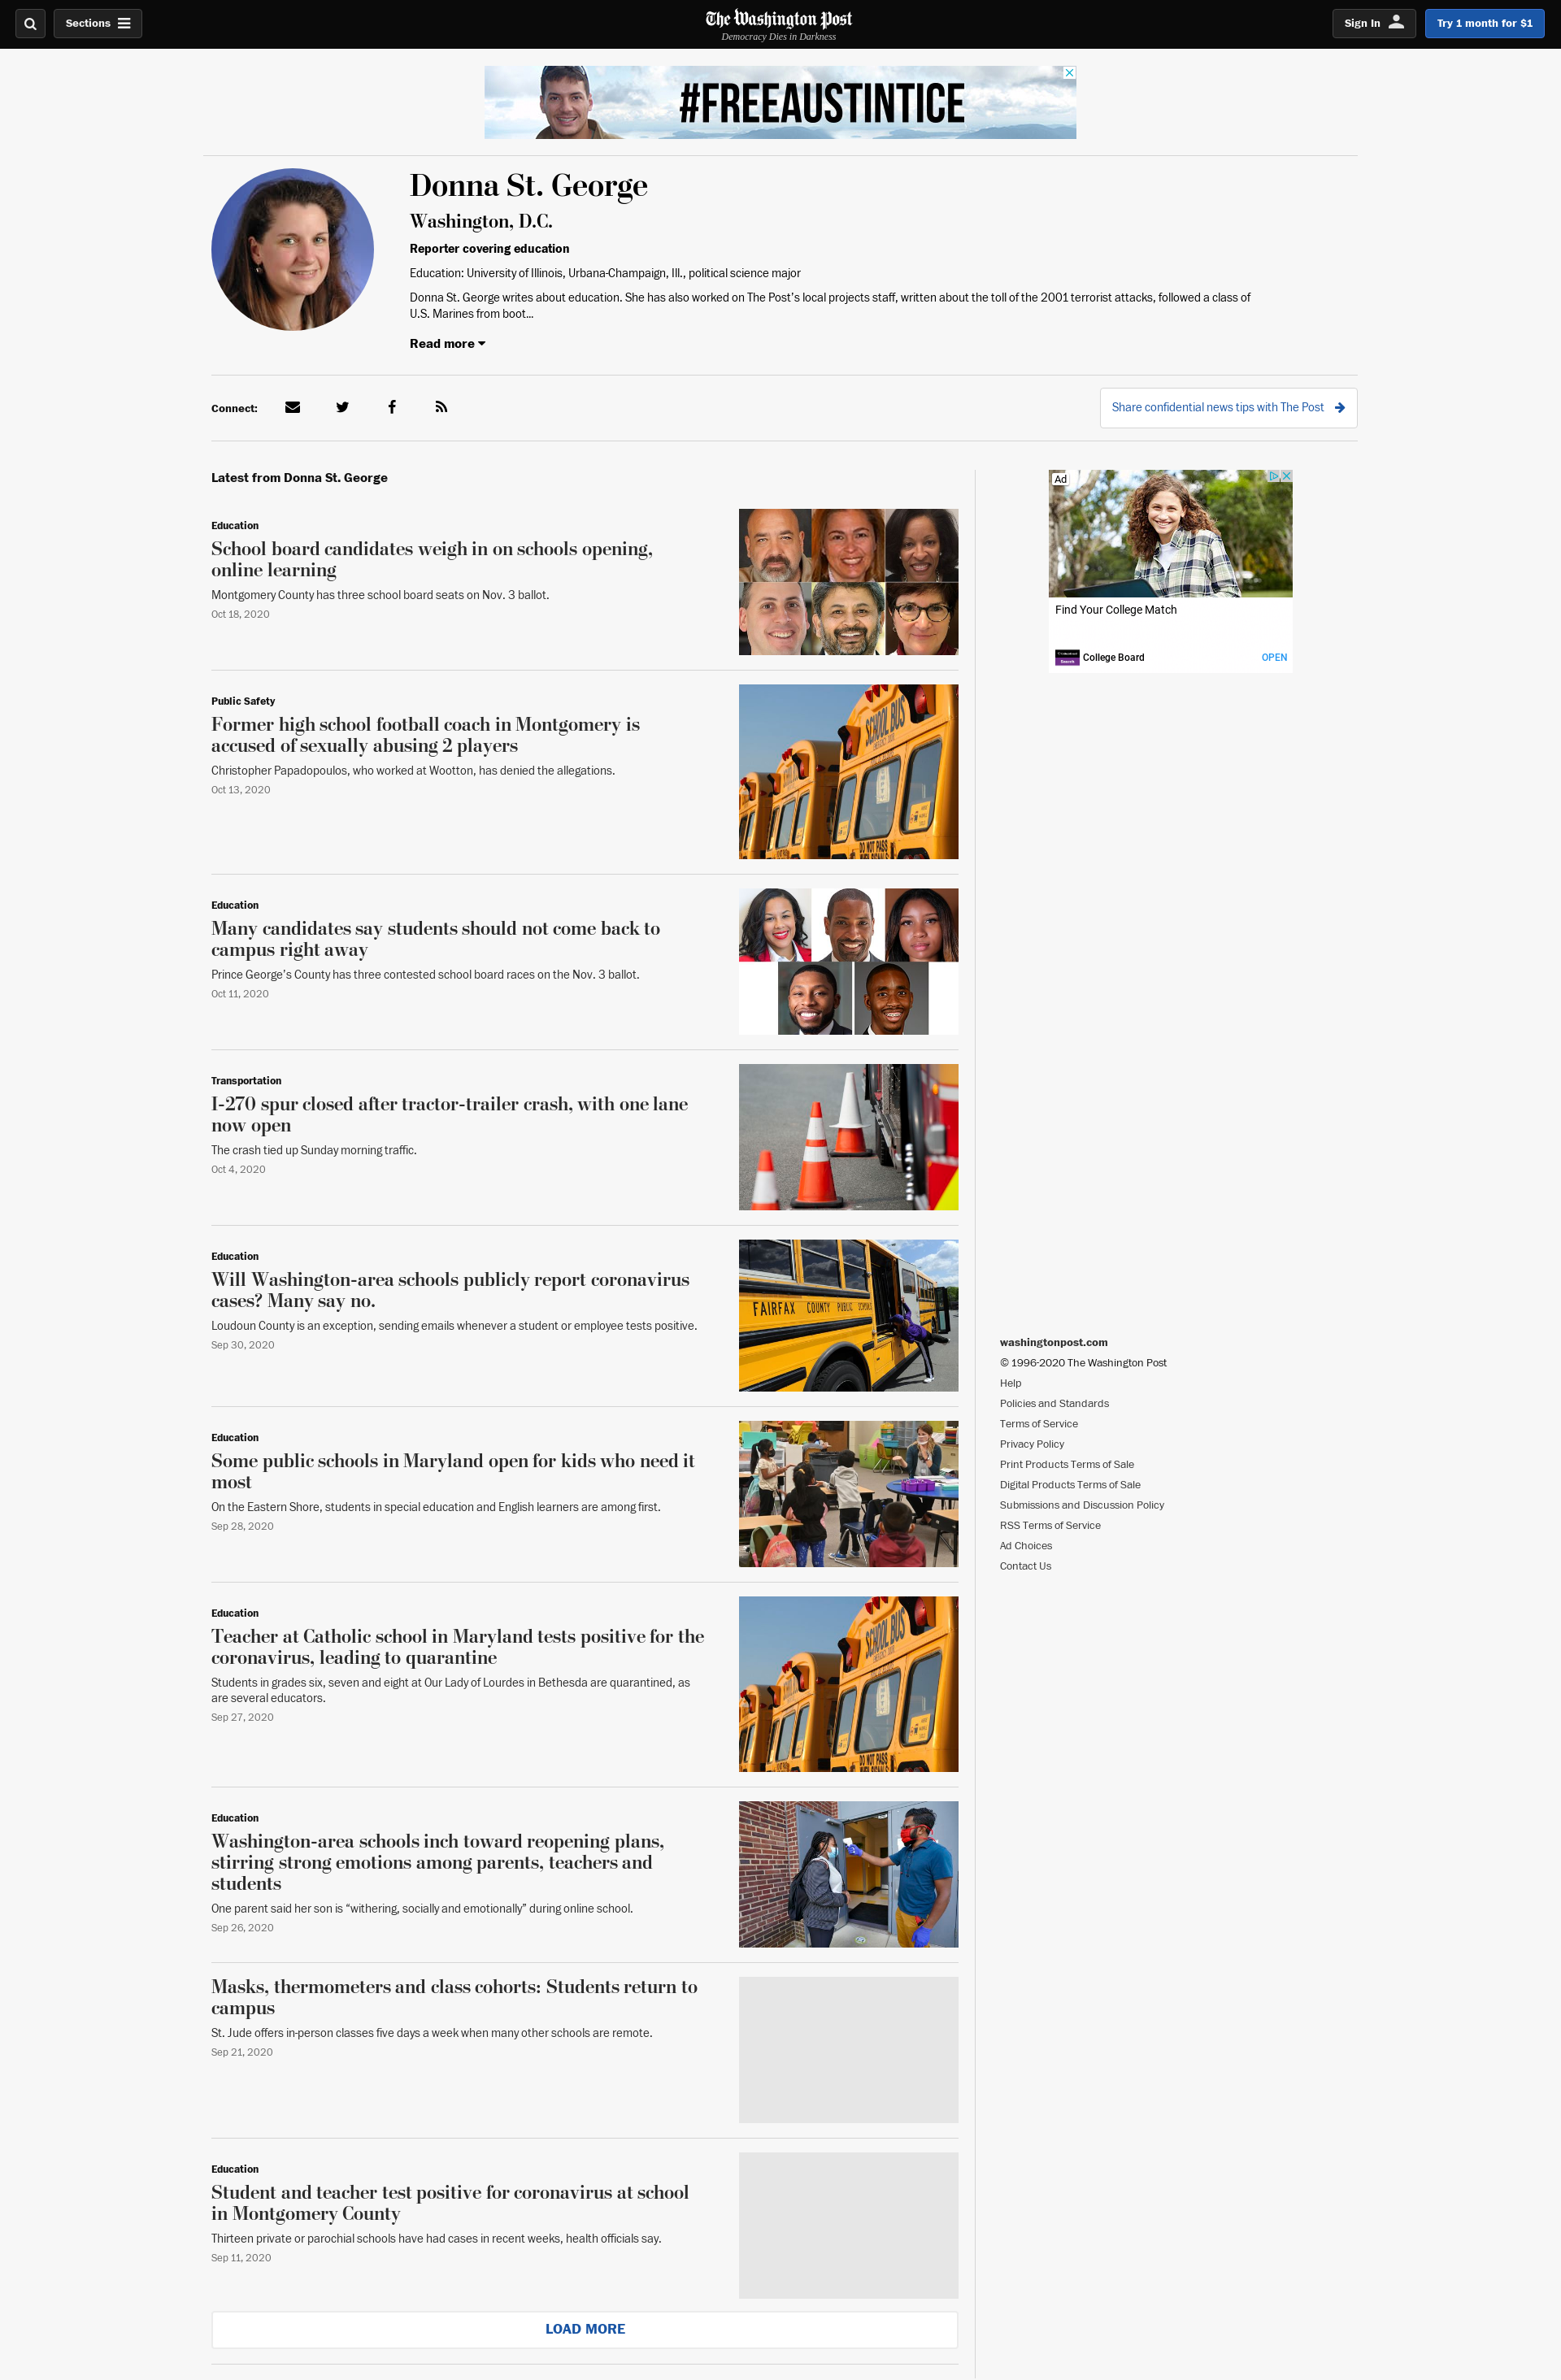 Sections
The Washington Post
Democracy Dies in Darkness
Sign In
Try 1 month for $1
#FREEAUSTINTICE
Donna St. George
Washington, D.C.
Reporter covering education
Education: University of Illinois, Urbana-Champaign, Ill., political science major
Donna St. George writes about education. She has also worked on The Post's local projects staff, written about the toll of the 2001 terrorist attacks, followed a class of
U.S. Marines from boot...
Read more
Connect:
Share confidential news tips with The Post
Latest from Donna St. George
Education
School board candidates weigh in on schools opening,
online learning
Montgomery County has three school board seats on Nov. 3 ballot.
Oct 18, 2020
Public Safety
Former high school football coach in Montgomery is
accused of sexually abusing 2 players
Christopher Papadopoulos, who worked at Wootton, has denied the allegations.
Oct 13, 2020
SCHOOL BUS
DO NOT PASS
Education
Many candidates say students should not come back to
campus right away
Prince George's County has three contested school board races on the Nov. 3 ballot.
Oct 11, 2020
Transportation
I-270 spur closed after tractor-trailer crash, with one lane
now open
The crash tied up Sunday morning traffic.
Oct 4, 2020
Education
Will Washington-area schools publicly report coronavirus
cases? Many say no.
Loudoun County is an exception, sending emails whenever a student or employee tests positive.
Sep 30, 2020
FAIRFAX COUNTY PUBLIC SCHOOLS
Education
Some public schools in Maryland open for kids who need it
most
On the Eastern Shore, students in special education and English learners are among first.
Sep 28, 2020
Education
Teacher at Catholic school in Maryland tests positive for the
coronavirus, leading to quarantine
Students in grades six, seven and eight at Our Lady of Lourdes in Bethesda are quarantined, as
are several educators.
Sep 27, 2020
SCHOOL BUS
DO NOT PASS
Education
Washington-area schools inch toward reopening plans,
stirring strong emotions among parents, teachers and
students
One parent said her son is “withering, socially and emotionally” during online school.
Sep 26, 2020
Masks, thermometers and class cohorts: Students return to
campus
St. Jude offers in-person classes five days a week when many other schools are remote.
Sep 21, 2020
Education
Student and teacher test positive for coronavirus at school
in Montgomery County
Thirteen private or parochial schools have had cases in recent weeks, health officials say.
Sep 11, 2020
LOAD MORE
Ad
Find Your College Match
College Board
OPEN
washingtonpost.com
© 1996-2020 The Washington Post
Help
Policies and Standards
Terms of Service
Privacy Policy
Print Products Terms of Sale
Digital Products Terms of Sale
Submissions and Discussion Policy
RSS Terms of Service
Ad Choices
Contact Us